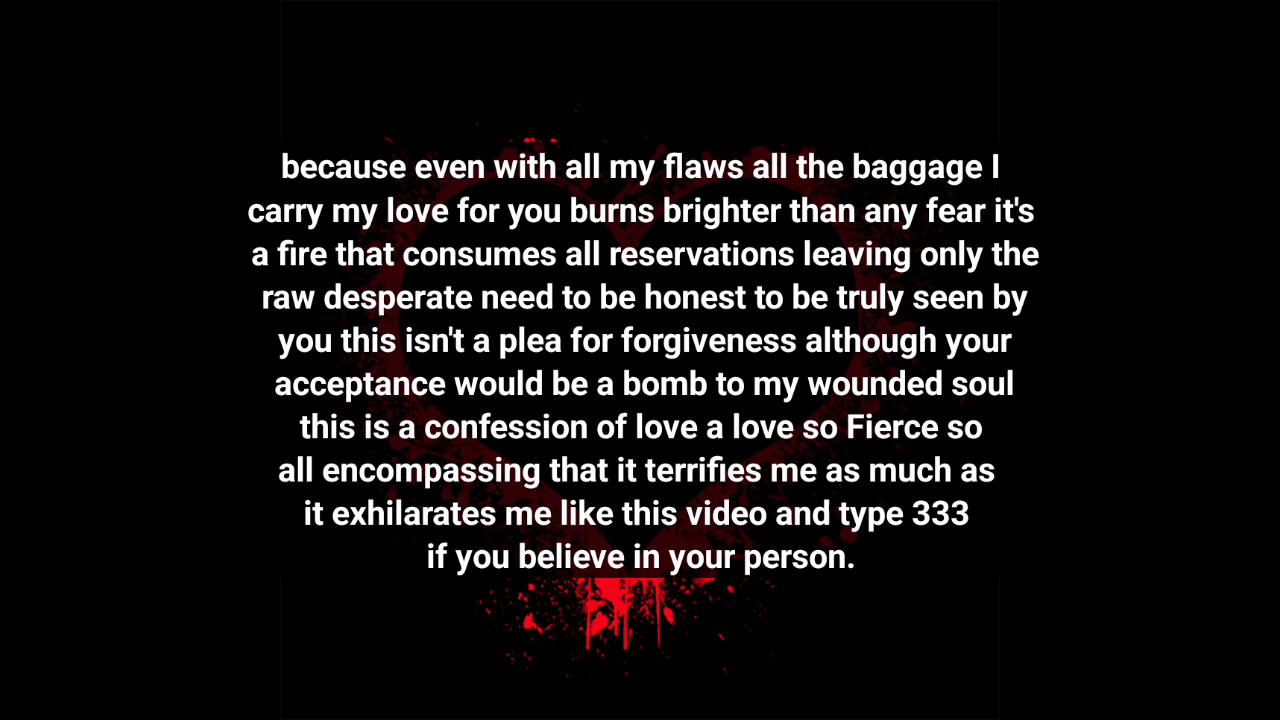 because even with all my flaws all the baggage I
carry my love for you burns brighter than any fear it's
a fire that consumes all reservations leaving only the
raw desperate need to be honest to be truly seen by
you this isn't a plea for forgiveness although your
acceptance would be a bomb to my wounded soul
this is a confession of love a love so Fierce so
all encompassing that it terrifies me as much as
it exhilarates me like this video and type 333
if you believe in your person.